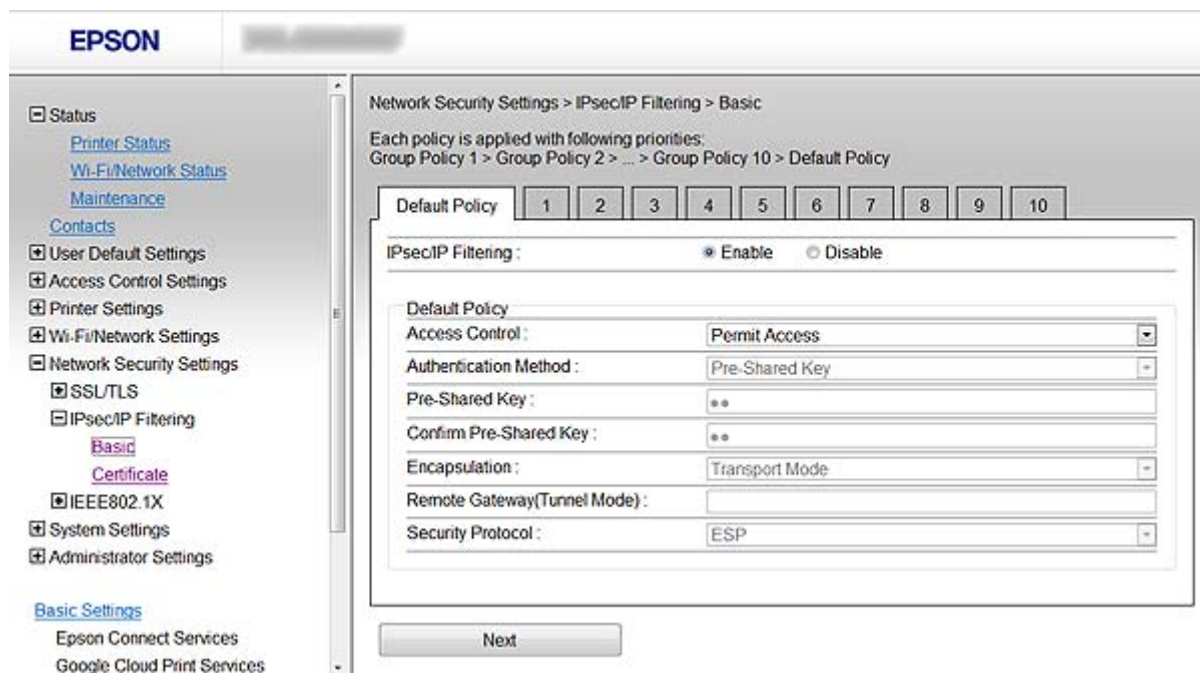 EPSON
Status
Printer Status
Wi-Fi/Network Status
Maintenance
Contacts
User Default Settings
Access Control Settings
Printer Settings
Wi-Fi/Network Settings
Network Security Settings
SSL/TLS
IPsec/IP Filtering
Basic
Certificate
IEEE802.1X
System Settings
Administrator Settings
Basic Settings
Epson Connect Services
Google Cloud Print Services
Network Security Settings > IPsec/IP Filtering > Basic
Each policy is applied with following priorities:
Group Policy 1 > Group Policy 2 > ... > Group Policy 10 > Default Policy
Default Policy 1 2 3 4 5 6 7 8 9 10
IPsec/IP Filtering : Enable Disable
Default Policy
Access Control : Permit Access
Authentication Method : Pre-Shared Key
Pre-Shared Key : ●●
Confirm Pre-Shared Key : ●●
Encapsulation : Transport Mode
Remote Gateway(Tunnel Mode) :
Security Protocol : ESP
Next